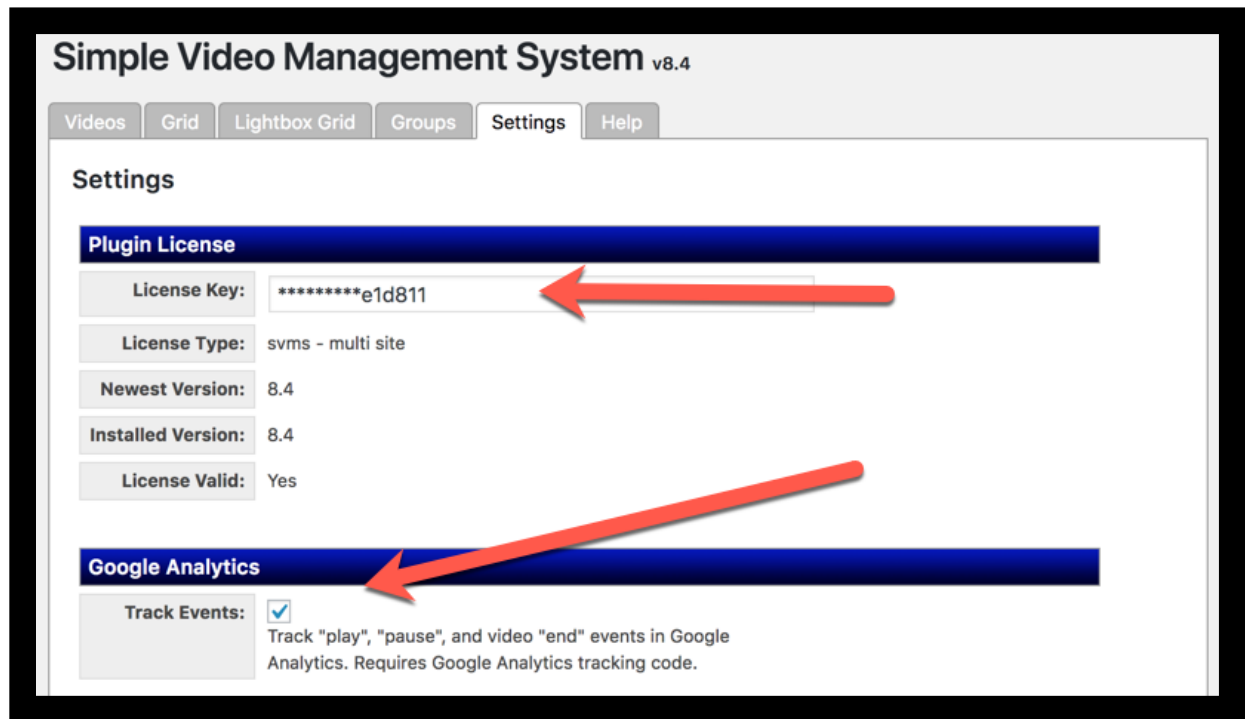 Simple Video Management System v8.4
Videos Grid Lightbox Grid Groups Settings Help
Settings
Plugin License
License Key: *********e1d811
License Type: svms - multi site
Newest Version: 8.4
Installed Version: 8.4
License Valid: Yes
Google Analytics
Track Events:
Track "play", "pause", and video "end" events in Google
Analytics. Requires Google Analytics tracking code.